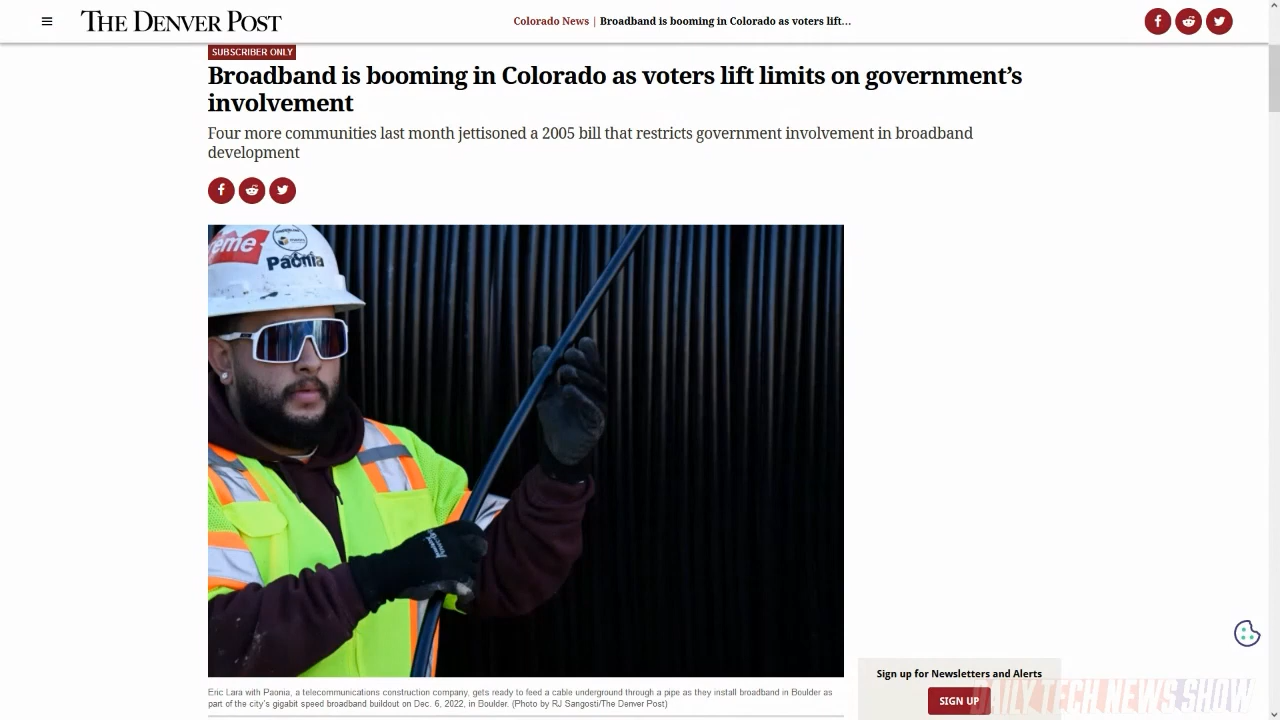 THE DENVER POST
Colorado News | Broadband is booming in Colorado as voters lift...
SUBSCRIBER ONLY
Broadband is booming in Colorado as voters lift limits on government's
involvement
Four more communities last month jettisoned a 2005 bill that restricts government involvement in broadband
development
reme
Paonia
Eric Lara with Paonia, a telecommunications construction company, gets ready to feed a cable underground through a pipe as they install broadband in Boulder as
part of the city's gigabit speed broadband buildout on Dec. 6, 2022, in Boulder. (Photo by RJ Sangosti/The Denver Post)
Sign up for Newsletters and Alerts
SIGN UP
DAILY TECH NEWS SHOW